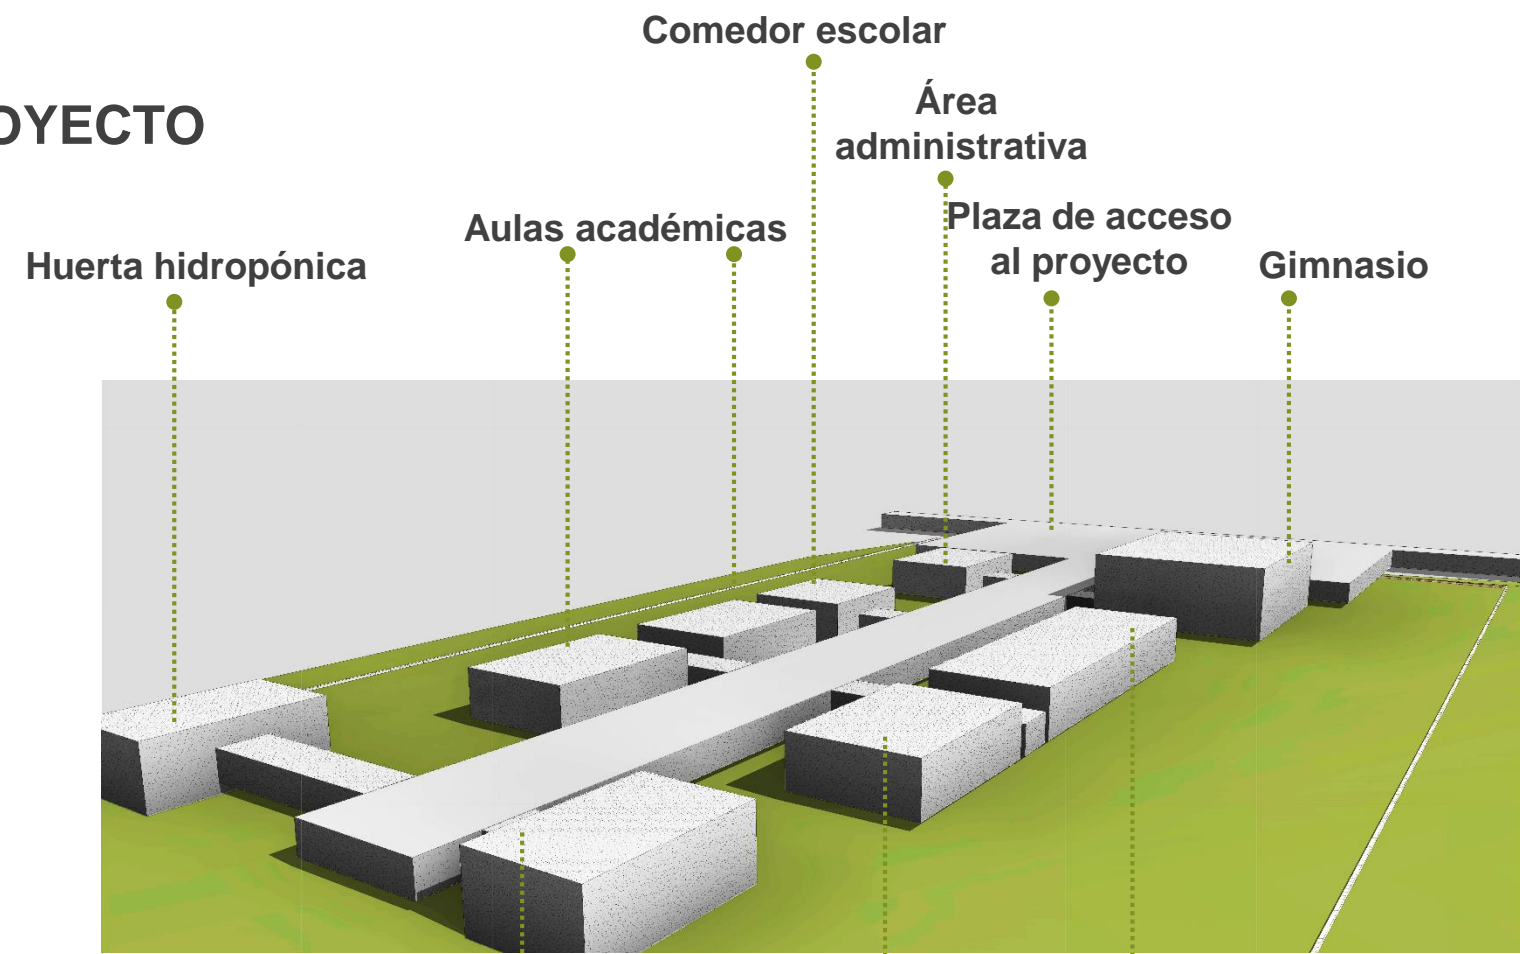 Comedor escolar
OYECTO
Área
administrativa
Plaza de acceso
al proyecto
Aulas académicas
Huerta hidropónica
Gimnasio